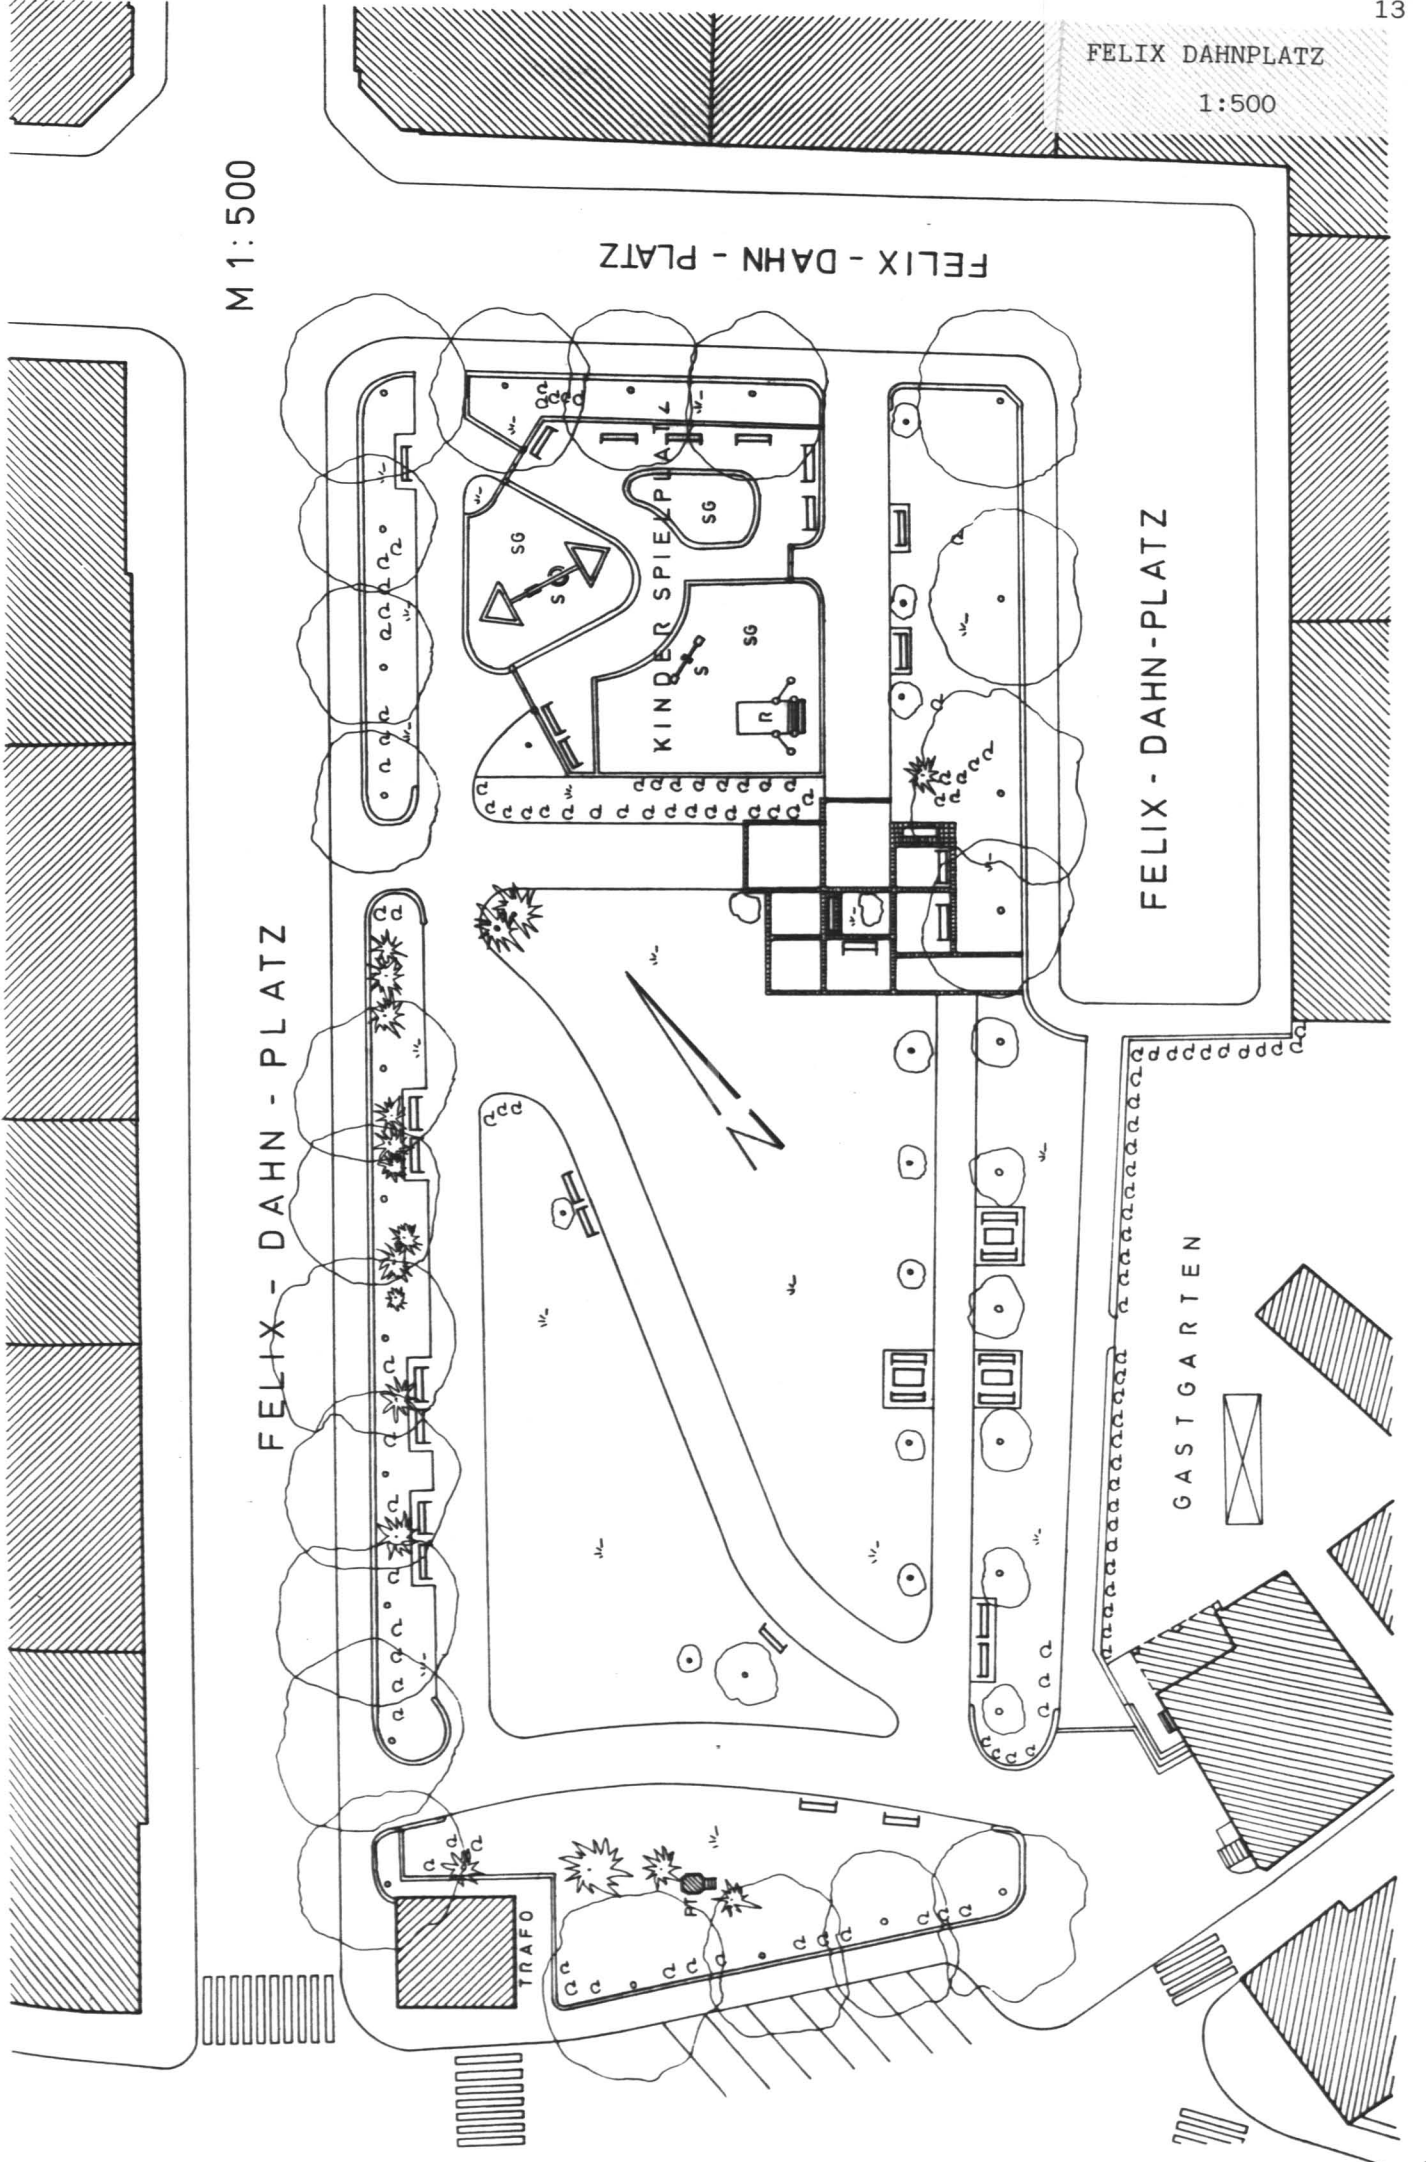 13
FELIX DAHNPLATZ
1:500
M 1:500
FELIX - DAHN - PLATZ
SG
SG
S
KINDERSPIELPLATZ
SG
S
R
FELIX - DAHN - PLATZ
FELIX - DAHN - PLATZ
N
GASTGARTEN
TRAFO